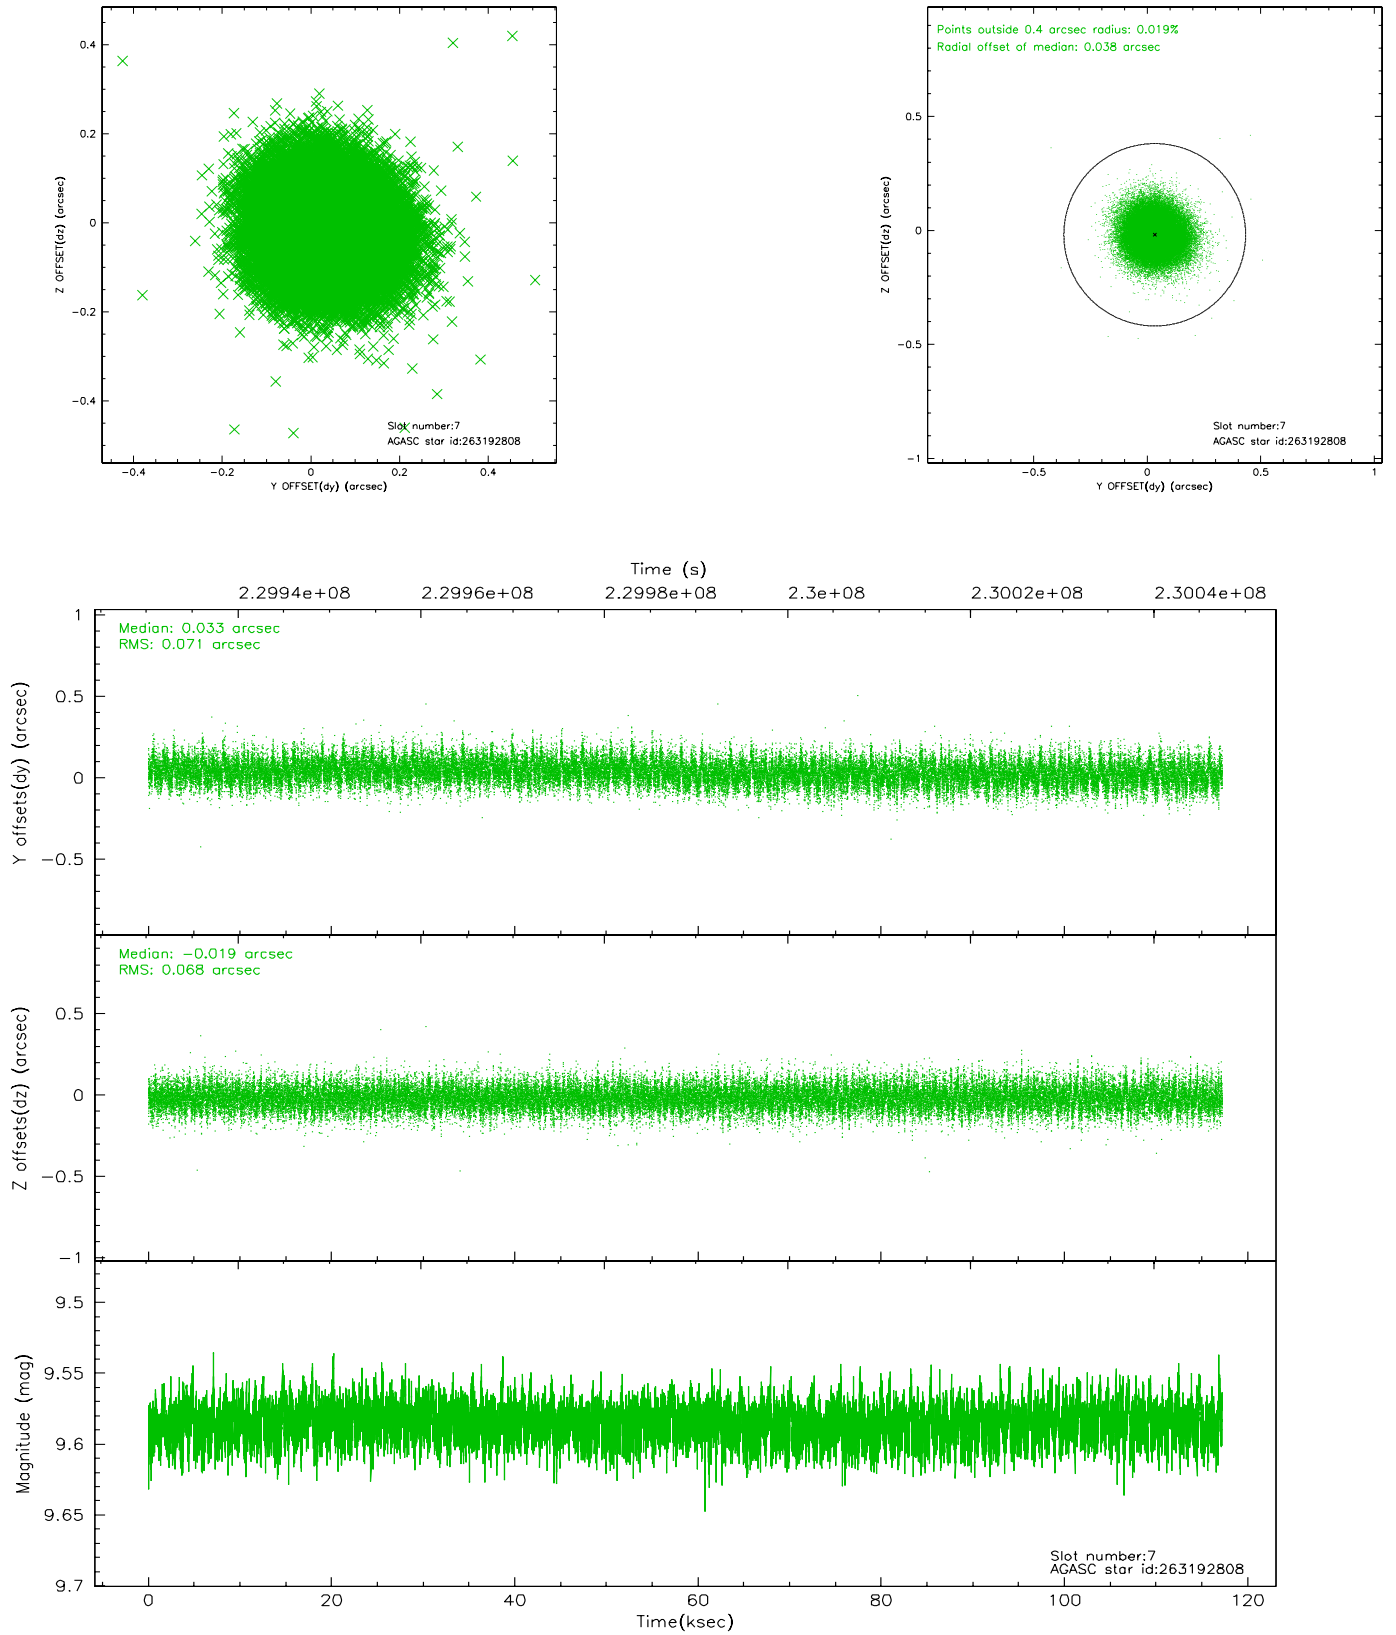 0.4
0.2
0
-0.2
-0.4
Z OFFSET(dz) (arcsec)
Slot number:7
AGASC star id:263192808
-0.4 -0.2 0 0.2 0.4
Y OFFSET(dy) (arcsec)
Points outside 0.4 arcsec radius: 0.019%
Radial offset of median: 0.038 arcsec
0.5
0
-0.5
-1
Z OFFSET(dz) (arcsec)
Slot number:7
AGASC star id:263192808
-0.5 0 0.5 1
Y OFFSET(dy) (arcsec)
Time (s)
2.2994e+08 2.2996e+08 2.2998e+08 2.3e+08 2.3002e+08 2.3004e+08
Median: 0.033 arcsec
RMS: 0.071 arcsec
1
0.5
0
-0.5
Y offsets(dy) (arcsec)
Median: -0.019 arcsec
RMS: 0.068 arcsec
0.5
0
-0.5
-1
Z offsets(dz) (arcsec)
9.5
9.55
9.6
9.65
9.7
Magnitude (mag)
Slot number:7
AGASC star id:263192808
0 20 40 60 80 100 120
Time(ksec)